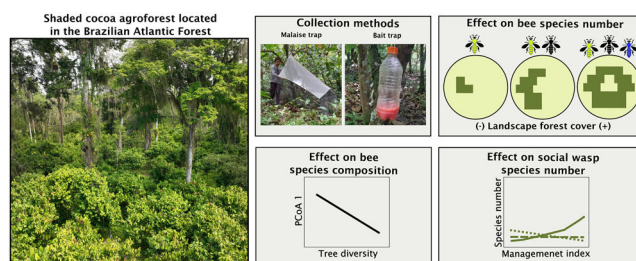 Shaded cocoa agroforest located
in the Brazilian Atlantic Forest
Collection methods
Malaise trap
Bait trap
Effect on bee species number
(-) Landscape forest cover (+)
Effect on bee
species composition
PCoA 1
Tree diversity
Effect on social wasp
species number
Species number
Managemenet index